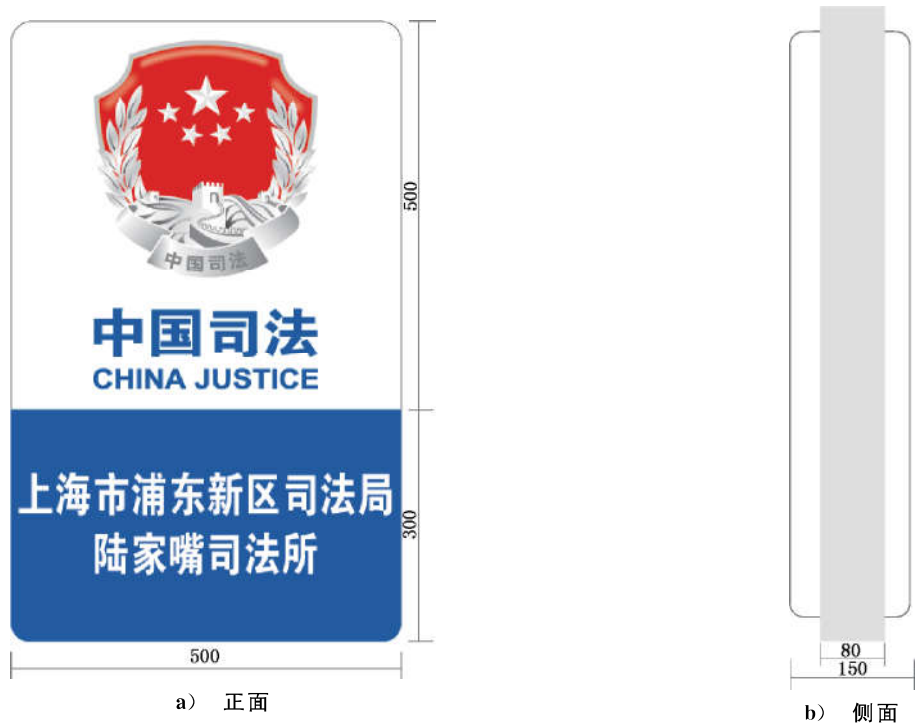 中国司法
中国司法
CHINA JUSTICE
上海市浦东新区司法局
陆家嘴司法所
500
300
500
a） 正面
80
150
b） 侧面